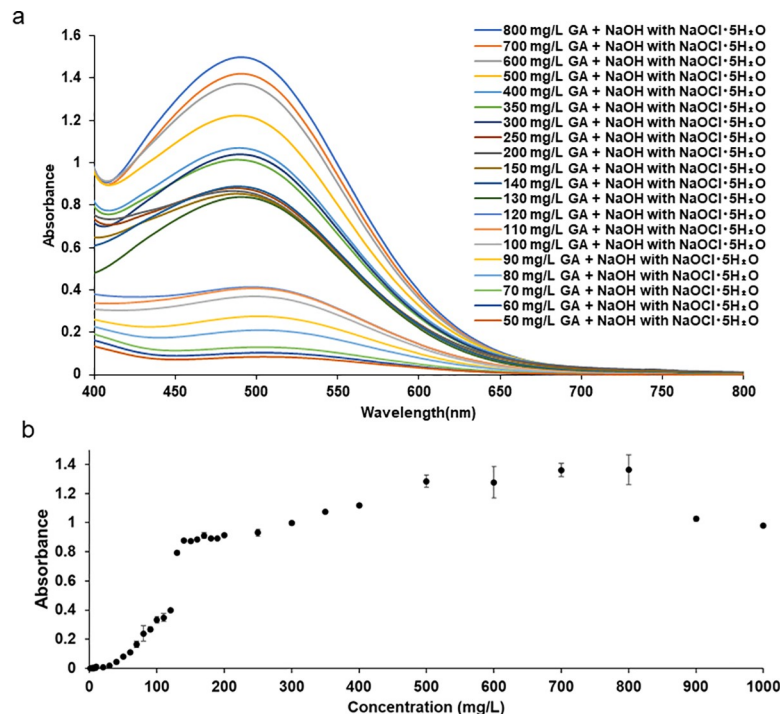 a
1.6
1.4
1.2
1
0.8
0.6
0.4
0.2
0
Absorbance
400 450 500 550 600 650 700 750 800
Wavelength(nm)
800 mg/L GA + NaOH with NaOCl・5H₂O
700 mg/L GA + NaOH with NaOCl・5H₂O
600 mg/L GA + NaOH with NaOCl・5H₂O
500 mg/L GA + NaOH with NaOCl・5H₂O
400 mg/L GA + NaOH with NaOCl・5H₂O
350 mg/L GA + NaOH with NaOCl・5H₂O
300 mg/L GA + NaOH with NaOCl・5H₂O
250 mg/L GA + NaOH with NaOCl・5H₂O
200 mg/L GA + NaOH with NaOCl・5H₂O
150 mg/L GA + NaOH with NaOCl・5H₂O
140 mg/L GA + NaOH with NaOCl・5H₂O
130 mg/L GA + NaOH with NaOCl・5H₂O
120 mg/L GA + NaOH with NaOCl・5H₂O
110 mg/L GA + NaOH with NaOCl・5H₂O
100 mg/L GA + NaOH with NaOCl・5H₂O
90 mg/L GA + NaOH with NaOCl・5H₂O
80 mg/L GA + NaOH with NaOCl・5H₂O
70 mg/L GA + NaOH with NaOCl・5H₂O
60 mg/L GA + NaOH with NaOCl・5H₂O
50 mg/L GA + NaOH with NaOCl・5H₂O
b
1.4
1.2
1
0.8
0.6
0.4
0.2
0
Absorbance
0 100 200 300 400 500 600 700 800 900 1000
Concentration (mg/L)